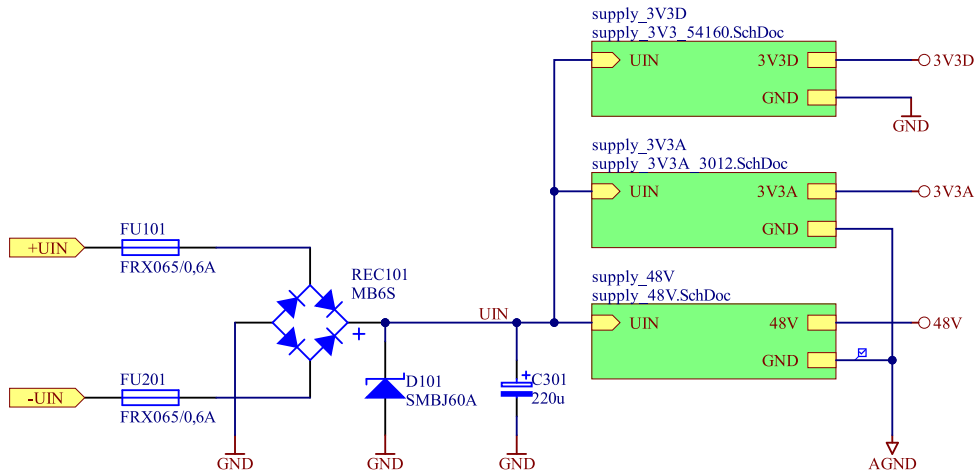 supply_3V3D
supply_3V3_54160.SchDoc
UIN
3V3D
3V3D
GND
GND
supply_3V3A
supply_3V3A_3012.SchDoc
UIN
3V3A
3V3A
GND
FU101
+UIN
FRX065/0,6A
REC101
MB6S
+
supply_48V
supply_48V.SchDoc
UIN
UIN
48V
48V
GND
FU201
-UIN
FRX065/0,6A
D101
SMBJ60A
+
C301
220u
GND
GND
GND
AGND